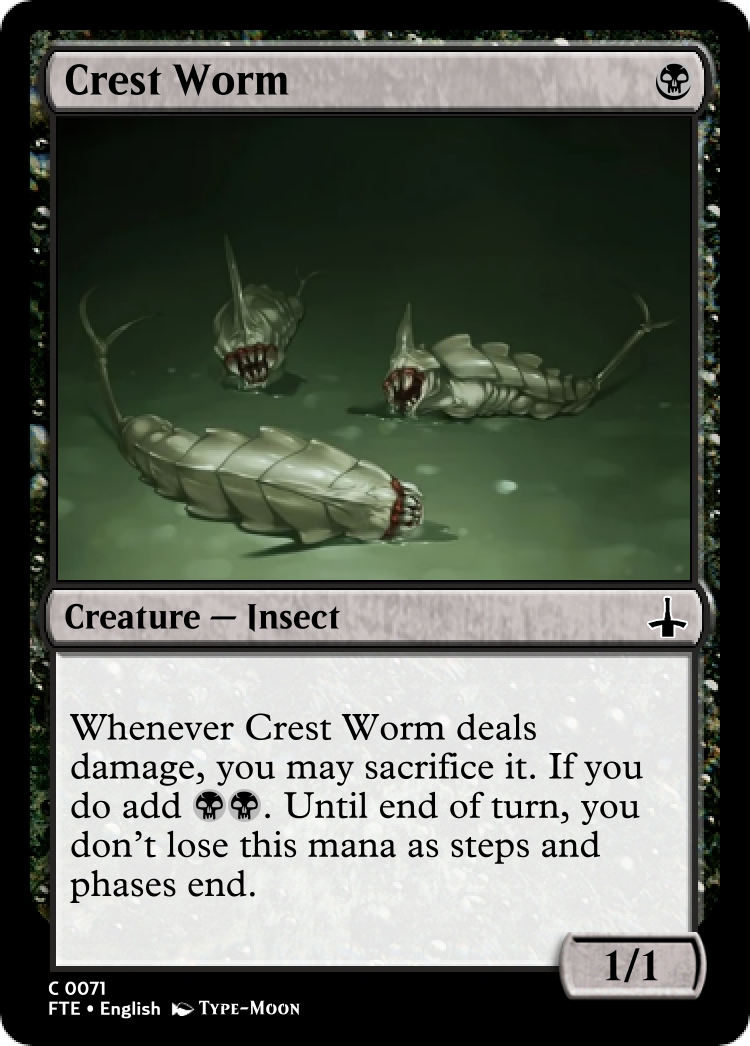 Crest Worm
Creature — Insect
Whenever Crest Worm deals
damage, you may sacrifice it. If you
do add . Until end of turn, you
don’t lose this mana as steps and
phases end.
1/1
C 0071
FTE • English Type-Moon